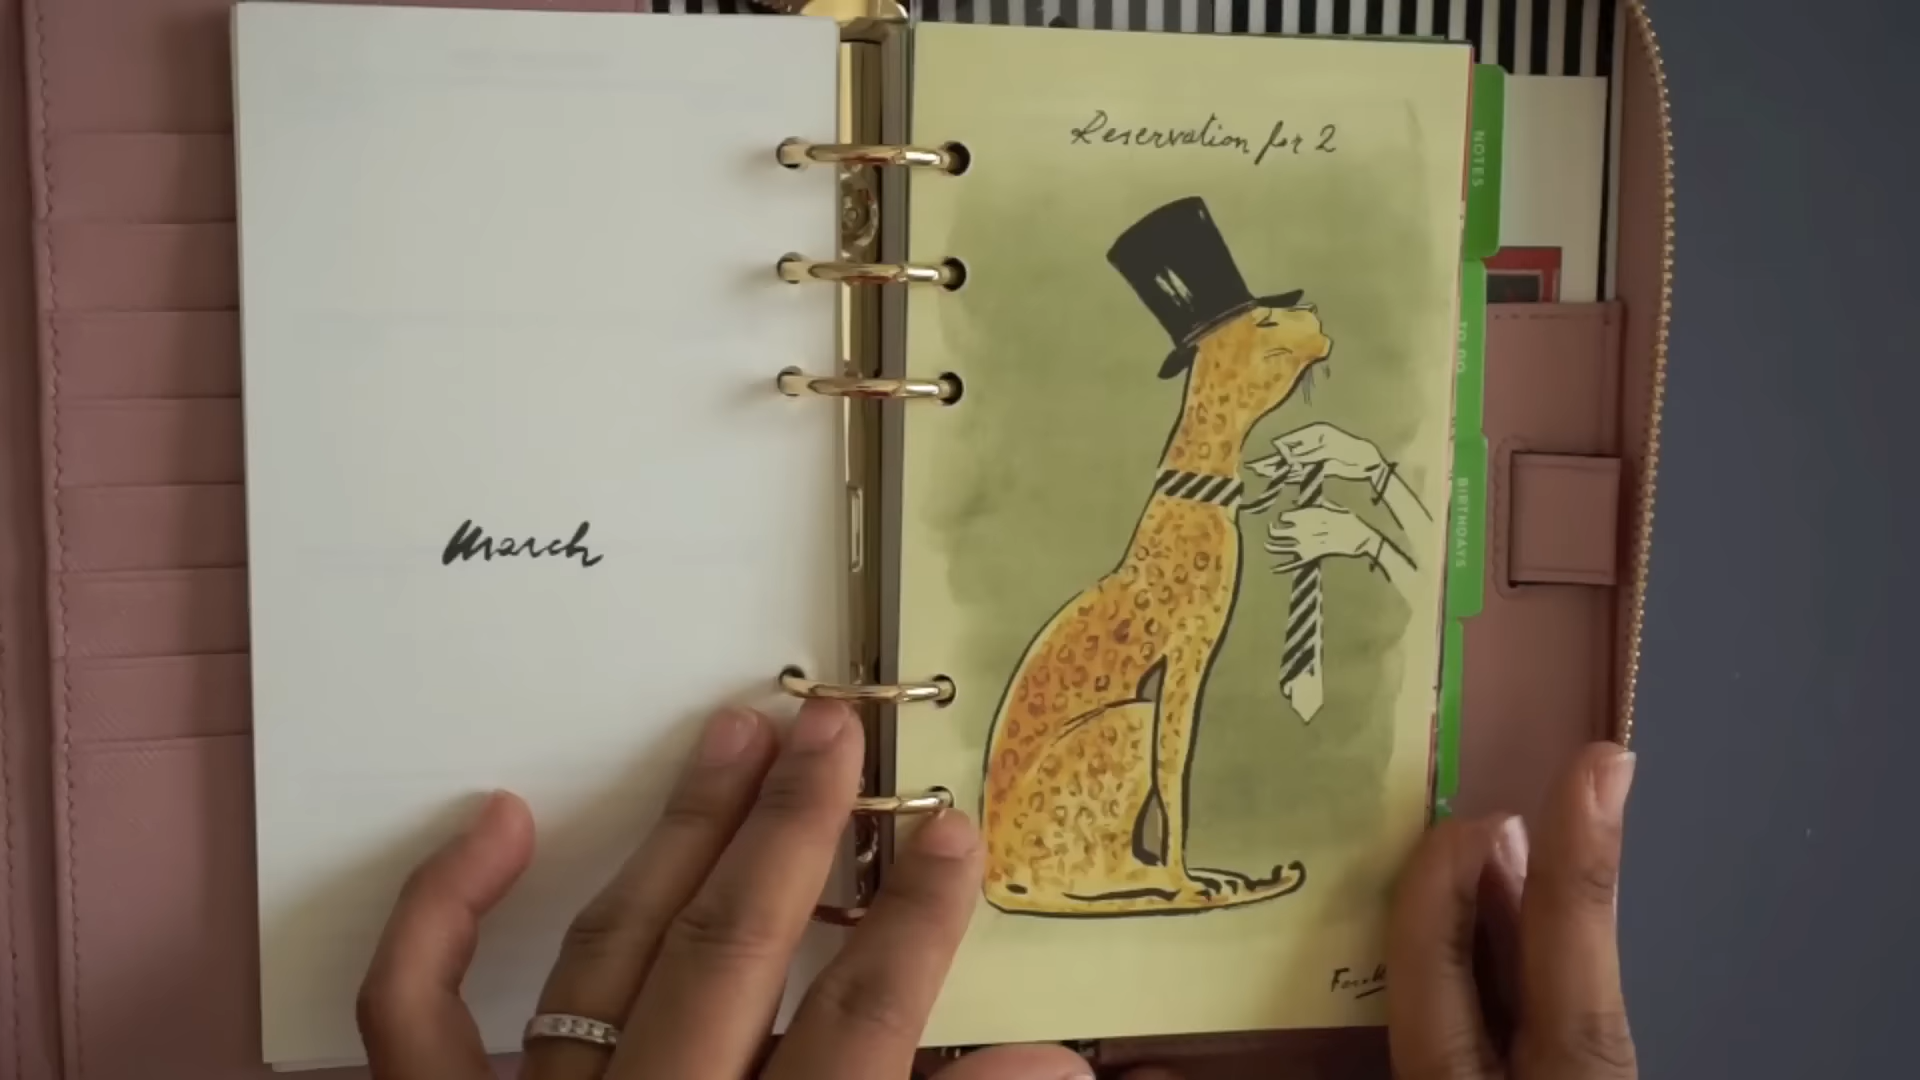 March
Reservation for 2
NOTES
TO DO
BIRTHDAYS